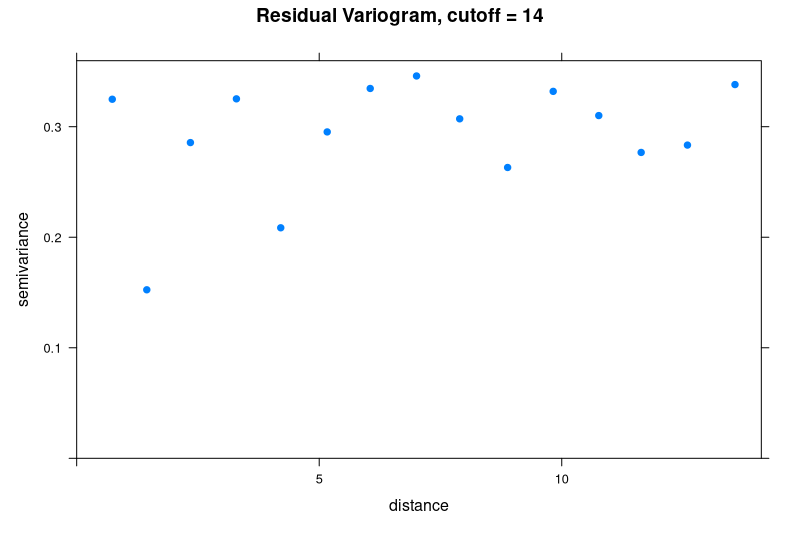 Residual Variogram, cutoff = 14
0.3
0.2
0.1
semivariance
5
10
distance